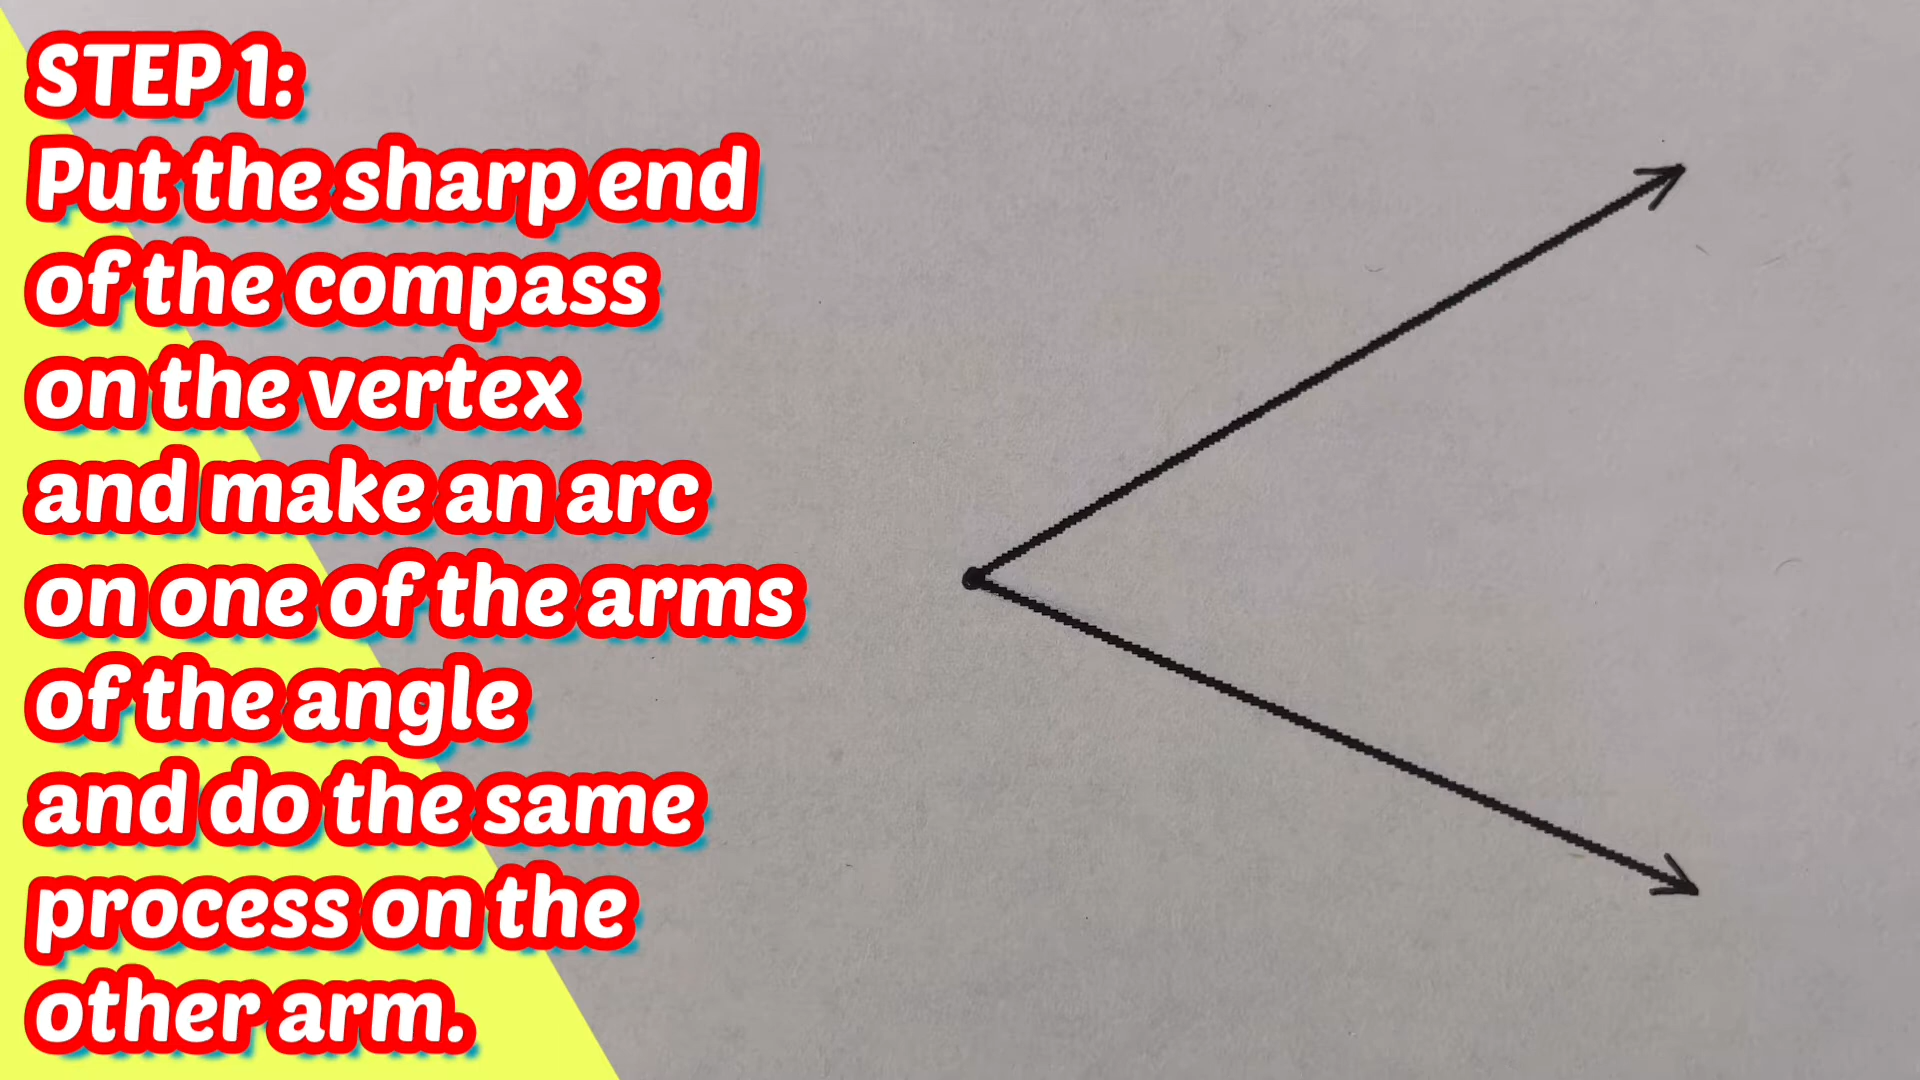 STEP 1:
Put the sharp end
of the compass
on the vertex
and make an arc
on one of the arms
of the angle
and do the same
process on the
other arm.